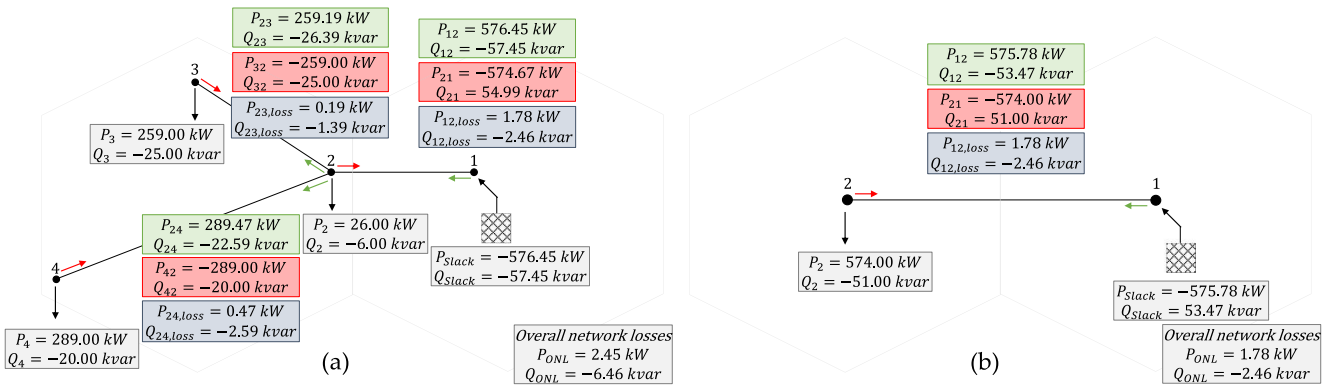 P₂₃ = 259.19 kW
Q₂₃ = −26.39 kvar
P₃₂ = −259.00 kW
Q₃₂ = −25.00 kvar
P₂₃,loss = 0.19 kW
Q₂₃,loss = −1.39 kvar
P₁₂ = 576.45 kW
Q₁₂ = −57.45 kvar
P₂₁ = −574.67 kW
Q₂₁ = 54.99 kvar
P₁₂,loss = 1.78 kW
Q₁₂,loss = −2.46 kvar
3
P₃ = 259.00 kW
Q₃ = −25.00 kvar
2
1
P₂₄ = 289.47 kW
Q₂₄ = −22.59 kvar
P₄₂ = −289.00 kW
Q₄₂ = −20.00 kvar
P₂₄,loss = 0.47 kW
Q₂₄,loss = −2.59 kvar
P₂ = 26.00 kW
Q₂ = −6.00 kvar
P_Slack = −576.45 kW
Q_Slack = −57.45 kvar
4
P₄ = 289.00 kW
Q₄ = −20.00 kvar
(a)
Overall network losses
P_ONL = 2.45 kW
Q_ONL = −6.46 kvar
P₁₂ = 575.78 kW
Q₁₂ = −53.47 kvar
P₂₁ = −574.00 kW
Q₂₁ = 51.00 kvar
P₁₂,loss = 1.78 kW
Q₁₂,loss = −2.46 kvar
2
1
P₂ = 574.00 kW
Q₂ = −51.00 kvar
P_Slack = −575.78 kW
Q_Slack = 53.47 kvar
(b)
Overall network losses
P_ONL = 1.78 kW
Q_ONL = −2.46 kvar